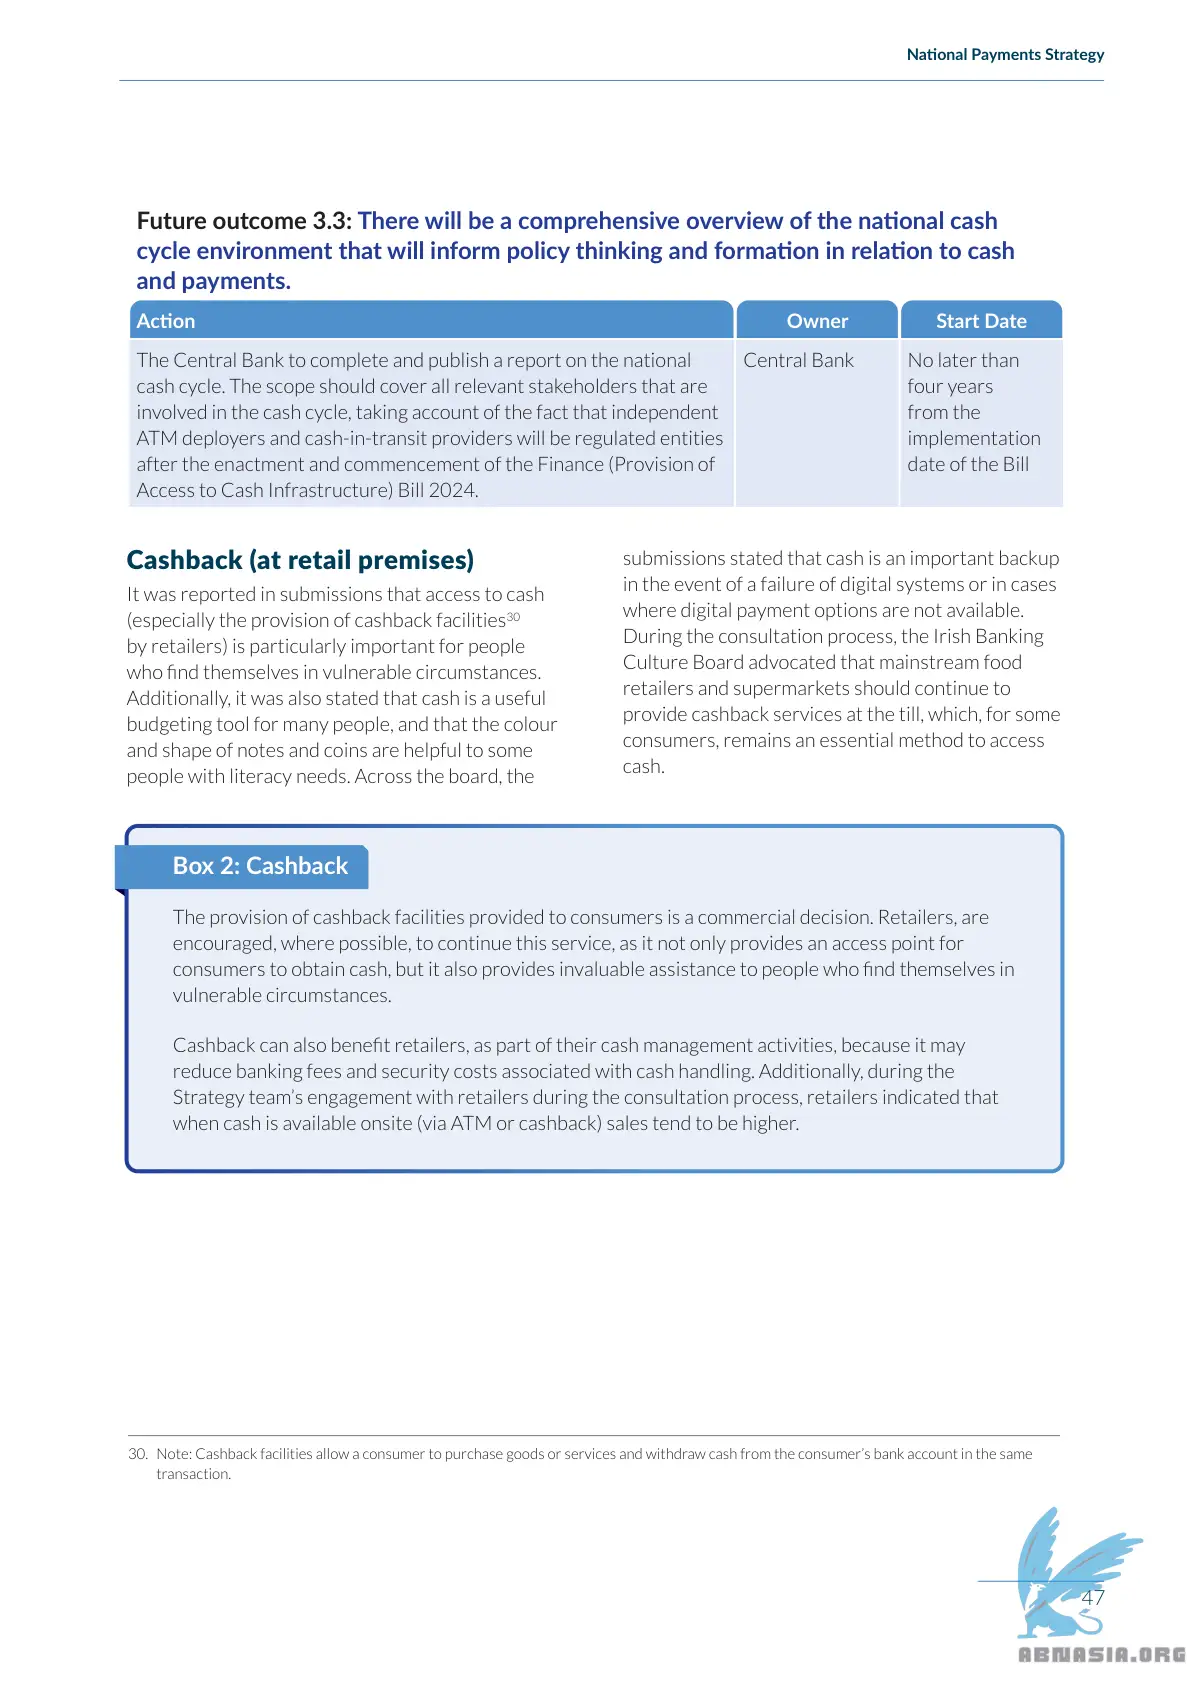 National Payments Strategy
Future outcome 3.3: There will be a comprehensive overview of the national cash
cycle environment that will inform policy thinking and formation in relation to cash
and payments.
Action
Owner
Start Date
The Central Bank to complete and publish a report on the national
cash cycle. The scope should cover all relevant stakeholders that are
involved in the cash cycle, taking account of the fact that independent
ATM deployers and cash-in-transit providers will be regulated entities
after the enactment and commencement of the Finance (Provision of
Access to Cash Infrastructure) Bill 2024.
Central Bank
No later than
four years
from the
implementation
date of the Bill
Cashback (at retail premises)
It was reported in submissions that access to cash
(especially the provision of cashback facilities30
by retailers) is particularly important for people
who find themselves in vulnerable circumstances.
Additionally, it was also stated that cash is a useful
budgeting tool for many people, and that the colour
and shape of notes and coins are helpful to some
people with literacy needs. Across the board, the
submissions stated that cash is an important backup
in the event of a failure of digital systems or in cases
where digital payment options are not available.
During the consultation process, the Irish Banking
Culture Board advocated that mainstream food
retailers and supermarkets should continue to
provide cashback services at the till, which, for some
consumers, remains an essential method to access
cash.
Box 2: Cashback
The provision of cashback facilities provided to consumers is a commercial decision. Retailers, are
encouraged, where possible, to continue this service, as it not only provides an access point for
consumers to obtain cash, but it also provides invaluable assistance to people who find themselves in
vulnerable circumstances.
Cashback can also benefit retailers, as part of their cash management activities, because it may
reduce banking fees and security costs associated with cash handling. Additionally, during the
Strategy team's engagement with retailers during the consultation process, retailers indicated that
when cash is available onsite (via ATM or cashback) sales tend to be higher.
30. Note: Cashback facilities allow a consumer to purchase goods or services and withdraw cash from the consumer's bank account in the same
transaction.
47
ABNASIA.ORG